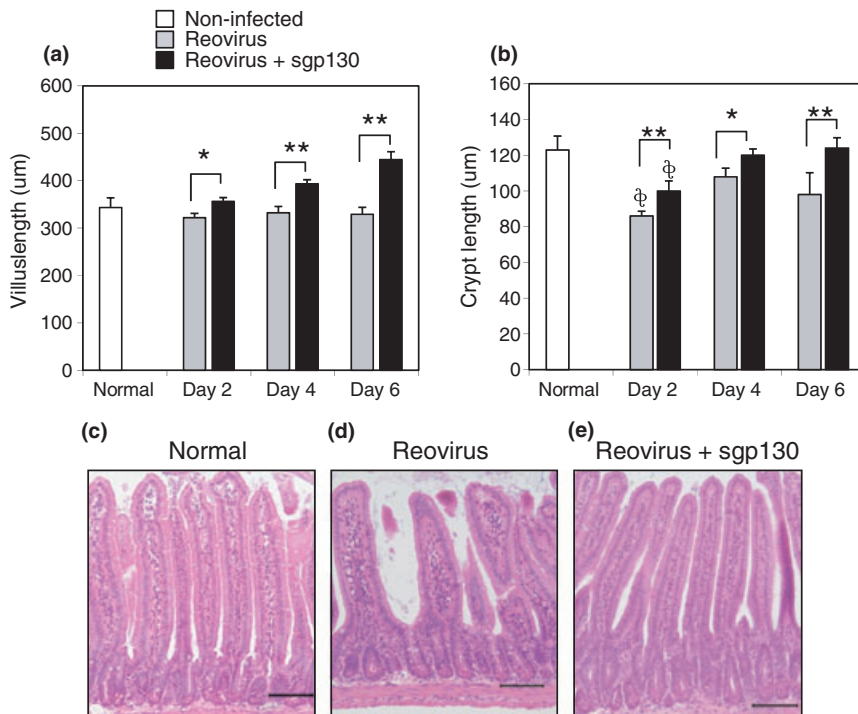 Non-infected
Reovirus
Reovirus + sgp130
(a)
Villuslength (um)
600
500
400
300
200
100
0
*
**
**
Normal Day 2 Day 4 Day 6
(b)
Crypt length (um)
160
140
120
100
80
60
40
20
0
ф ф
**
*
**
Normal Day 2 Day 4 Day 6
(c) Normal
(d) Reovirus
(e) Reovirus + sgp130